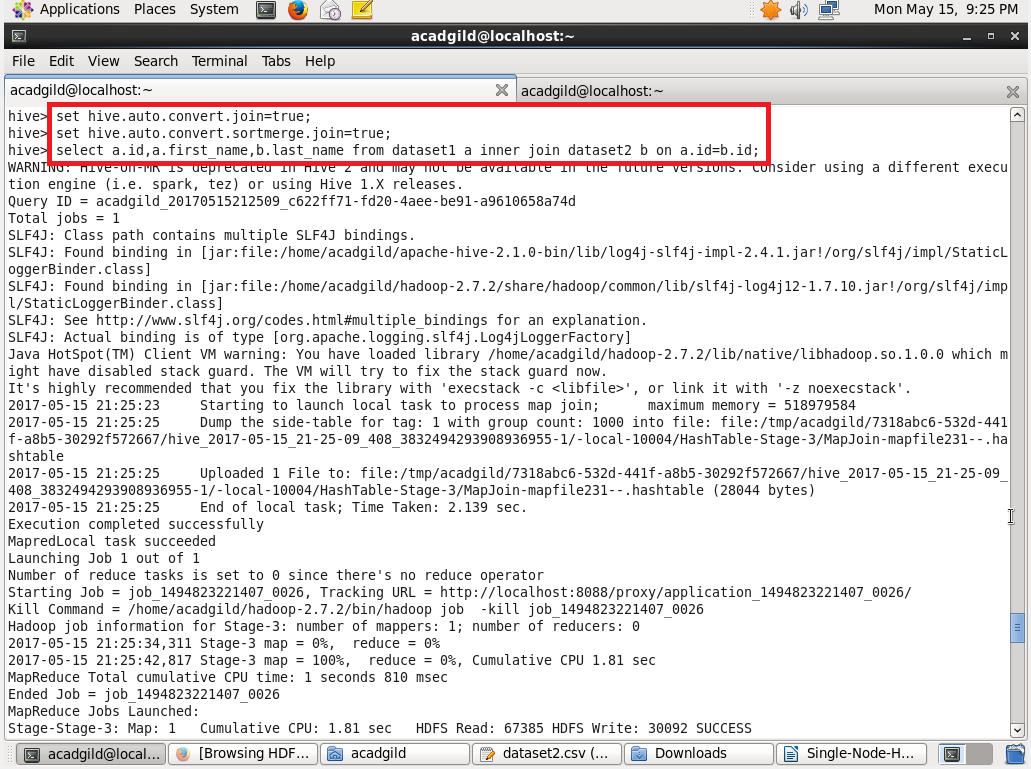 Applications Places System Mon May 15, 9:25 PM
acadgild@localhost:~
File Edit View Search Terminal Tabs Help
acadgild@localhost:~ acadgild@localhost:~
hive> set hive.auto.convert.join=true;
hive> set hive.auto.convert.sortmerge.join=true;
hive> select a.id,a.first_name,b.last_name from dataset1 a inner join dataset2 b on a.id=b.id;
WARNING: Hive-on-MR is deprecated in Hive 2 and may not be available in the future versions. Consider using a different execu
tion engine (i.e. spark, tez) or using Hive 1.X releases.
Query ID = acadgild_20170515212509_c622ff71-fd20-4aee-be91-a9610658a74d
Total jobs = 1
SLF4J: Class path contains multiple SLF4J bindings.
SLF4J: Found binding in [jar:file:/home/acadgild/apache-hive-2.1.0-bin/lib/log4j-slf4j-impl-2.4.1.jar!/org/slf4j/impl/StaticL
oggerBinder.class]
SLF4J: Found binding in [jar:file:/home/acadgild/hadoop-2.7.2/share/hadoop/common/lib/slf4j-log4j12-1.7.10.jar!/org/slf4j/imp
l/StaticLoggerBinder.class]
SLF4J: See http://www.slf4j.org/codes.html#multiple_bindings for an explanation.
SLF4J: Actual binding is of type [org.apache.logging.slf4j.Log4jLoggerFactory]
Java HotSpot(TM) Client VM warning: You have loaded library /home/acadgild/hadoop-2.7.2/lib/native/libhadoop.so.1.0.0 which m
ight have disabled stack guard. The VM will try to fix the stack guard now.
It's highly recommended that you fix the library with 'execstack -c <libfile>', or link it with '-z noexecstack'.
2017-05-15 21:25:23 Starting to launch local task to process map join; maximum memory = 518979584
2017-05-15 21:25:25 Dump the side-table for tag: 1 with group count: 1000 into file: file:/tmp/acadgild/7318abc6-532d-441
f-a8b5-30292f572667/hive_2017-05-15_21-25-09_408_3832494293908936955-1/-local-10004/HashTable-Stage-3/MapJoin-mapfile231--.ha
shtable
2017-05-15 21:25:25 Uploaded 1 File to: file:/tmp/acadgild/7318abc6-532d-441f-a8b5-30292f572667/hive_2017-05-15_21-25-09_
408_3832494293908936955-1/-local-10004/HashTable-Stage-3/MapJoin-mapfile231--.hashtable (28044 bytes)
2017-05-15 21:25:25 End of local task; Time Taken: 2.139 sec.
Execution completed successfully
MapredLocal task succeeded
Launching Job 1 out of 1
Number of reduce tasks is set to 0 since there's no reduce operator
Starting Job = job_1494823221407_0026, Tracking URL = http://localhost:8088/proxy/application_1494823221407_0026/
Kill Command = /home/acadgild/hadoop-2.7.2/bin/hadoop job -kill job_1494823221407_0026
Hadoop job information for Stage-3: number of mappers: 1; number of reducers: 0
2017-05-15 21:25:34,311 Stage-3 map = 0%, reduce = 0%
2017-05-15 21:25:42,817 Stage-3 map = 100%, reduce = 0%, Cumulative CPU 1.81 sec
MapReduce Total cumulative CPU time: 1 seconds 810 msec
Ended Job = job_1494823221407_0026
MapReduce Jobs Launched:
Stage-Stage-3: Map: 1 Cumulative CPU: 1.81 sec HDFS Read: 67385 HDFS Write: 30092 SUCCESS
acadgild@local... [Browsing HDF... acadgild dataset2.csv (... Downloads Single-Node-H...